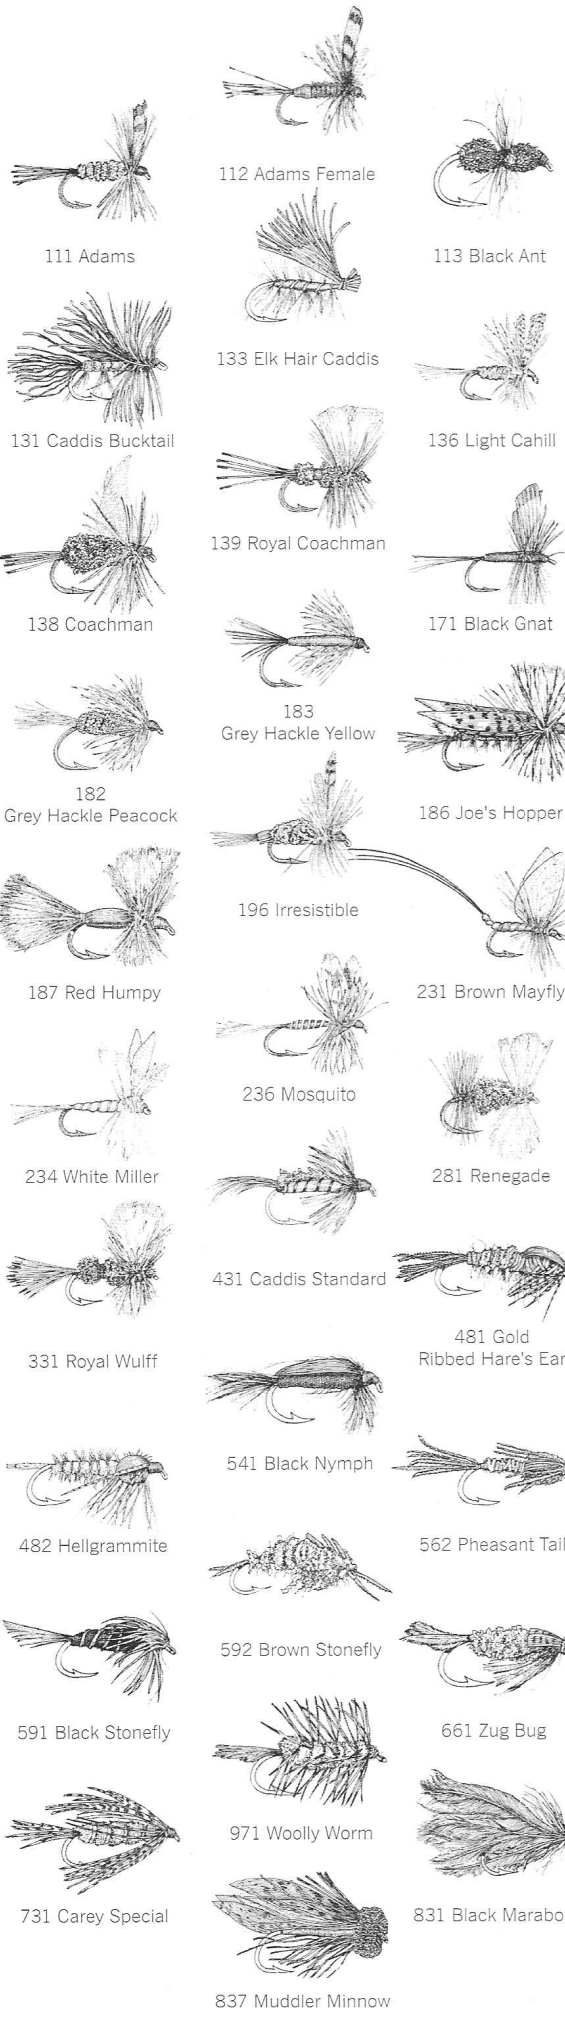 112 Adams Female
111 Adams
113 Black Ant
133 Elk Hair Caddis
131 Caddis Bucktail
136 Light Cahill
139 Royal Coachman
138 Coachman
171 Black Gnat
183
Grey Hackle Yellow
182
Grey Hackle Peacock
186 Joe's Hopper
196 Irresistible
187 Red Humpy
231 Brown Mayfly
236 Mosquito
234 White Miller
281 Renegade
431 Caddis Standard
331 Royal Wulff
481 Gold
Ribbed Hare's Ear
541 Black Nymph
482 Hellgrammite
562 Pheasant Tail
592 Brown Stonefly
591 Black Stonefly
661 Zug Bug
971 Woolly Worm
731 Carey Special
831 Black Marabo
837 Muddler Minnow